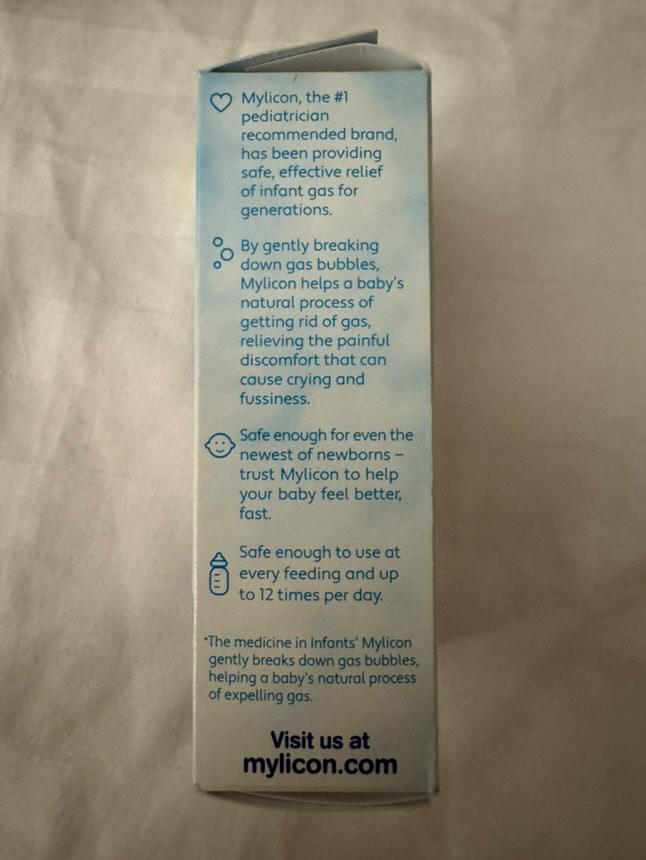 Mylicon, the #1
pediatrician
recommended brand,
has been providing
safe, effective relief
of infant gas for
generations.
By gently breaking
down gas bubbles,
Mylicon helps a baby's
natural process of
getting rid of gas,
relieving the painful
discomfort that can
cause crying and
fussiness.
Safe enough for even the
newest of newborns –
trust Mylicon to help
your baby feel better,
fast.
Safe enough to use at
every feeding and up
to 12 times per day.
*The medicine in Infants' Mylicon
gently breaks down gas bubbles,
helping a baby's natural process
of expelling gas.
Visit us at
mylicon.com